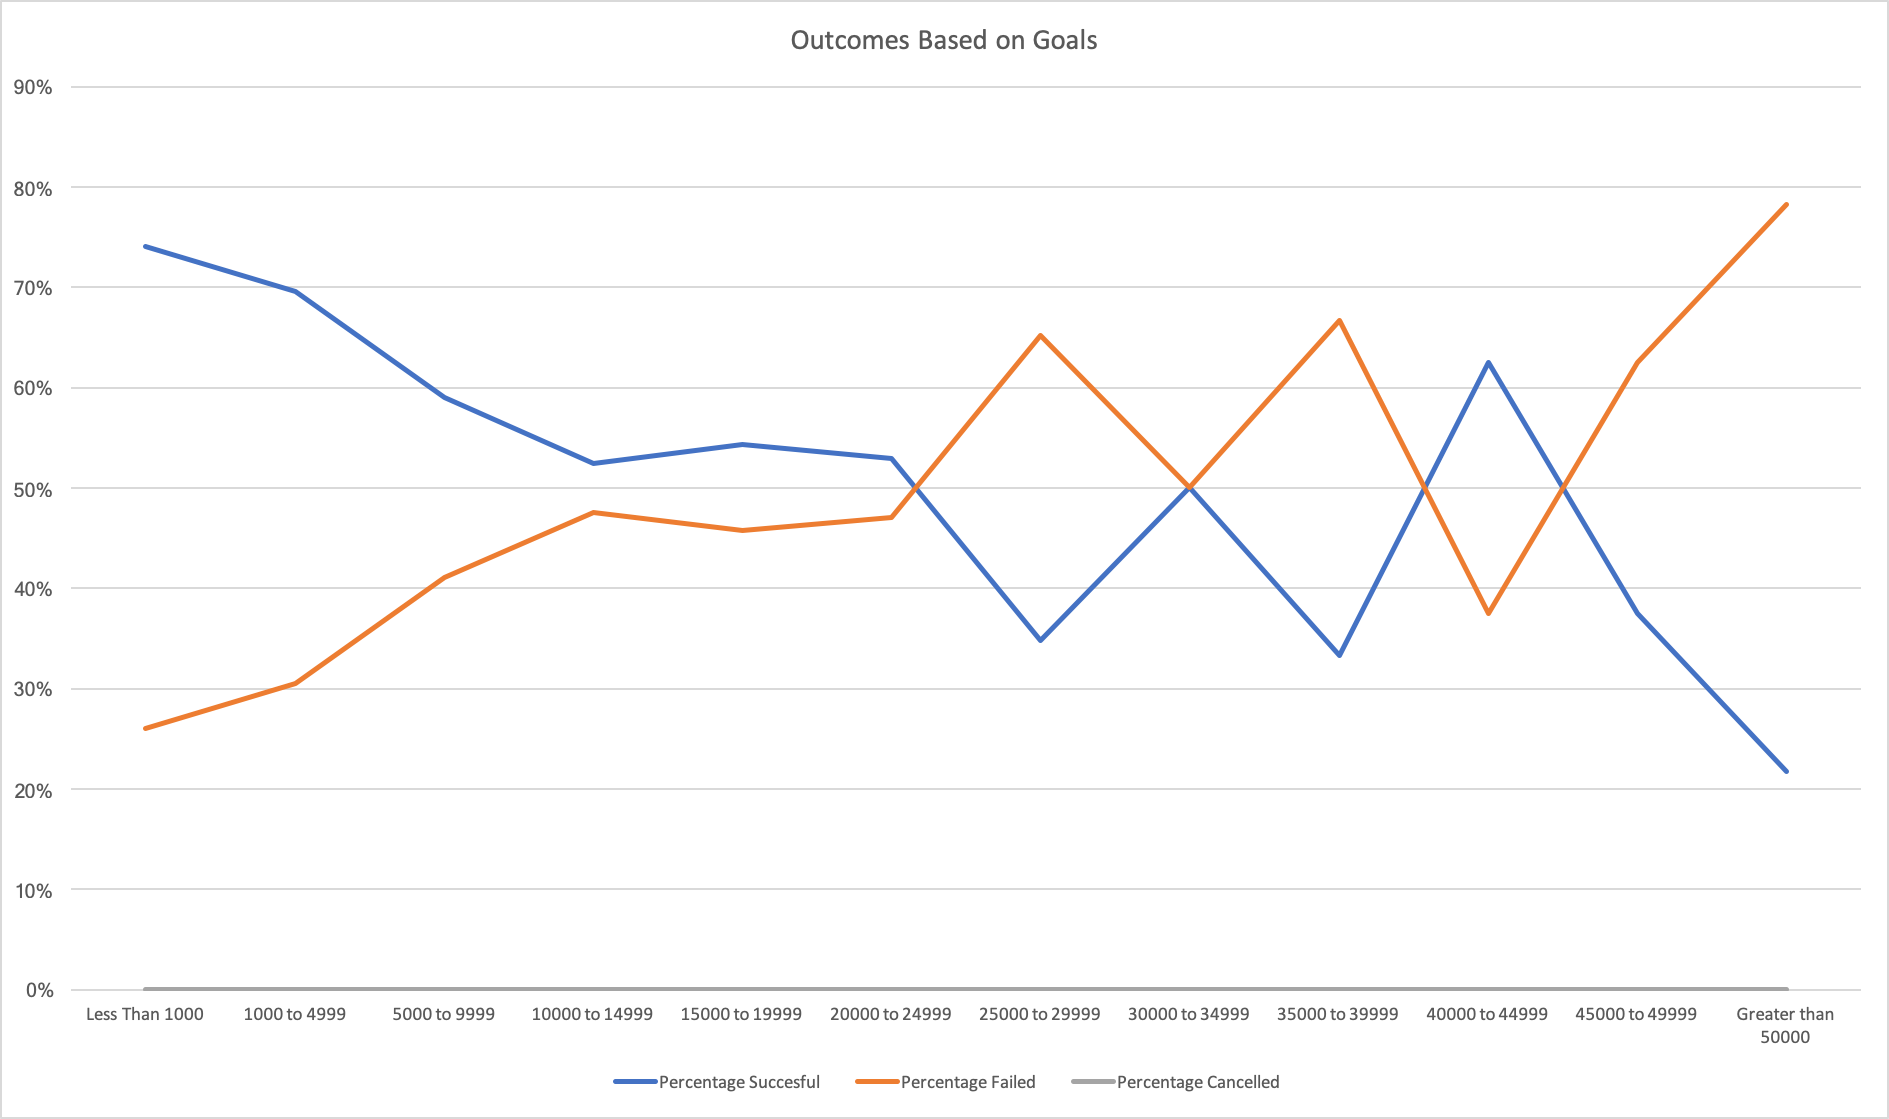 Outcomes Based on Goals
90%
80%
70%
60%
50%
40%
30%
20%
10%
0%
Less Than 1000
1000 to 4999
5000 to 9999
10000 to 14999
15000 to 19999
20000 to 24999
25000 to 29999
30000 to 34999
35000 to 39999
40000 to 44999
45000 to 49999
Greater than
50000
Percentage Succesful
Percentage Failed
Percentage Cancelled